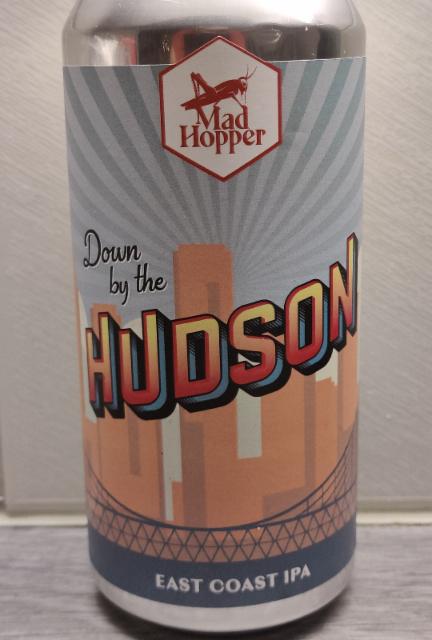 Mad
Hopper
Down
by the
HUDSON
EAST COAST IPA